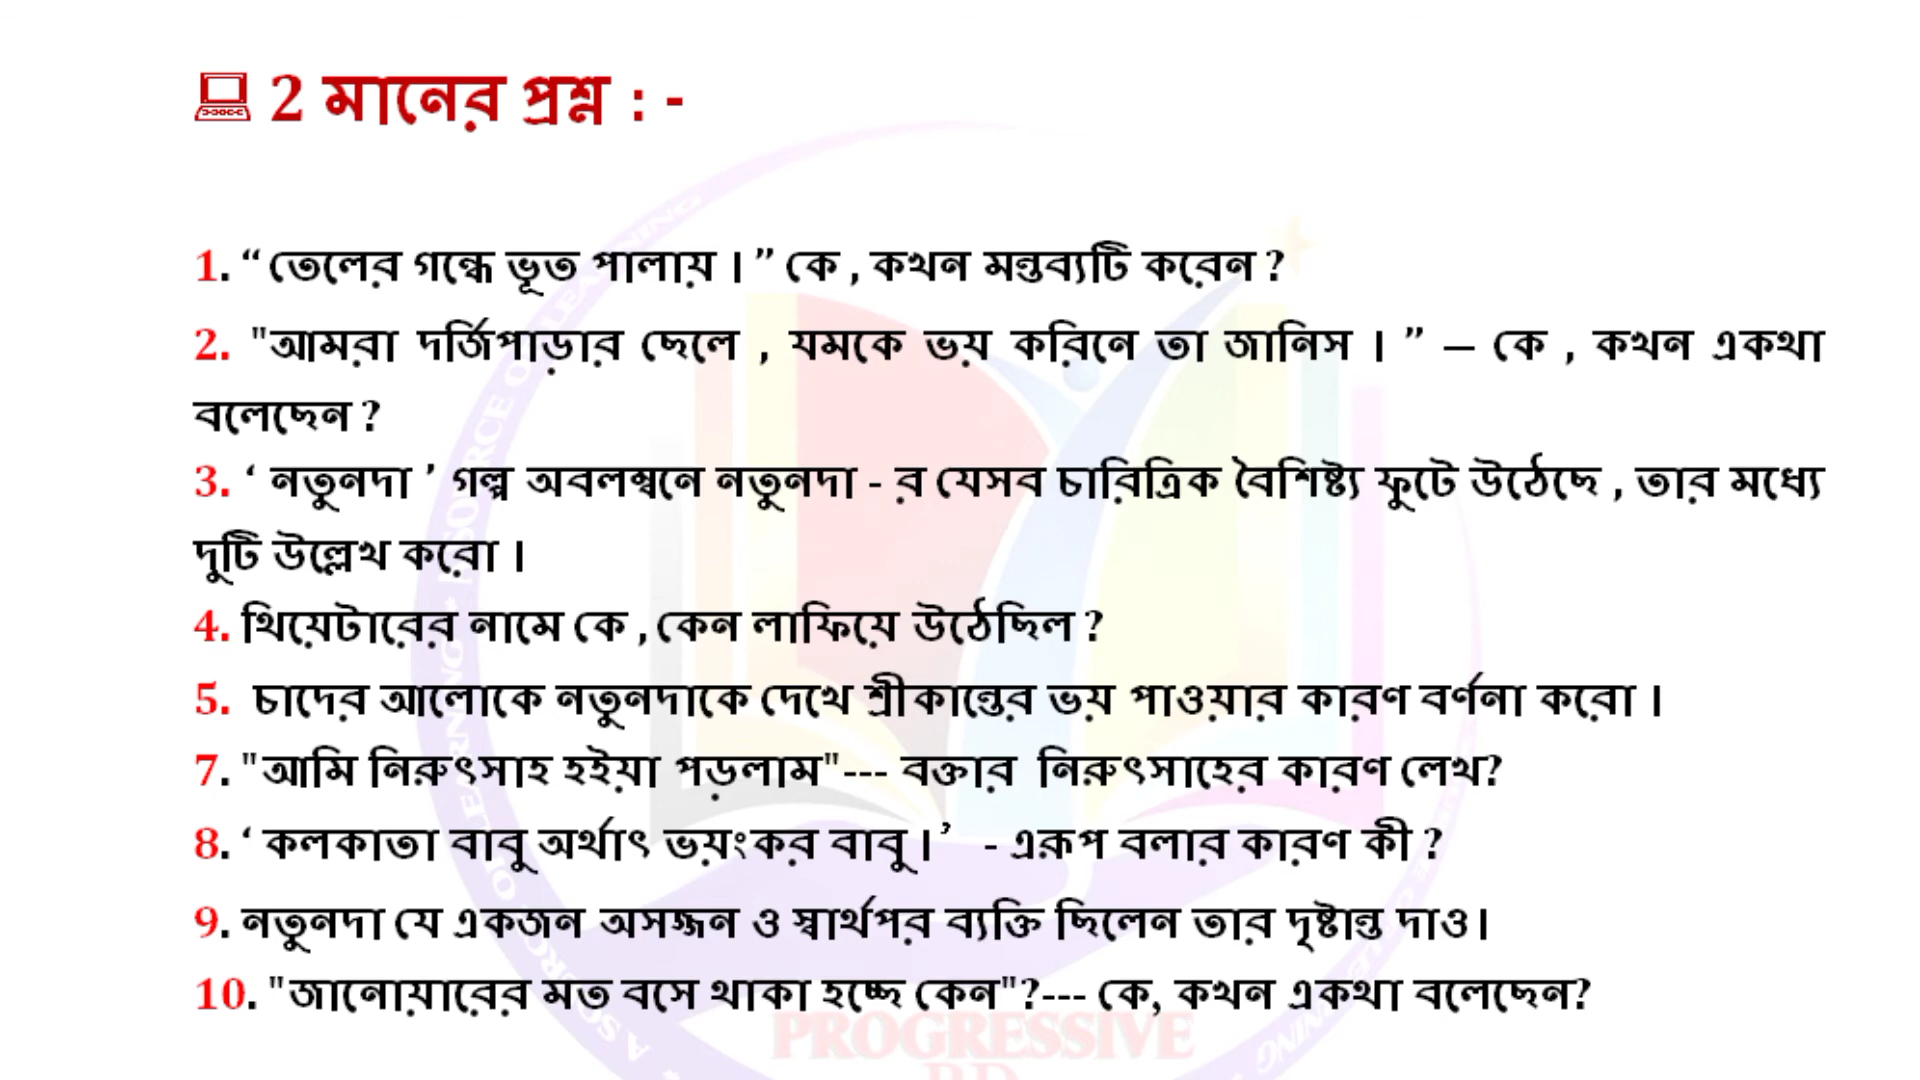 2 মানের প্রশ্ন : -
1. “ তেলের গন্ধে ভূত পালায় । ” কে , কখন মন্তব্যটি করেন ?
2. "আমরা দর্জিপাড়ার ছেলে , যমকে ভয় করিনে তা জানিস । ” – কে , কখন একথা
বলেছেন ?
3. ‘ নতুনদা ’ গল্প অবলম্বনে নতুনদা - র যেসব চারিত্রিক বৈশিষ্ট্য ফুটে উঠেছে , তার মধ্যে
দুটি উল্লেখ করো ।
4. থিয়েটারের নামে কে , কেন লাফিয়ে উঠেছিল ?
5. চাদের আলোকে নতুনদাকে দেখে শ্রীকান্তের ভয় পাওয়ার কারণ বর্ণনা করো ।
7. "আমি নিরুৎসাহ হইয়া পড়লাম"--- বক্তার নিরুৎসাহের কারণ লেখ?
8. ‘ কলকাতা বাবু অর্থাৎ ভয়ংকর বাবু । ’ - এরূপ বলার কারণ কী ?
9. নতুনদা যে একজন অসজ্জন ও স্বার্থপর ব্যক্তি ছিলেন তার দৃষ্টান্ত দাও।
10. "জানোয়ারের মত বসে থাকা হচ্ছে কেন"?--- কে, কখন একথা বলেছেন?
PROGRESSIVE